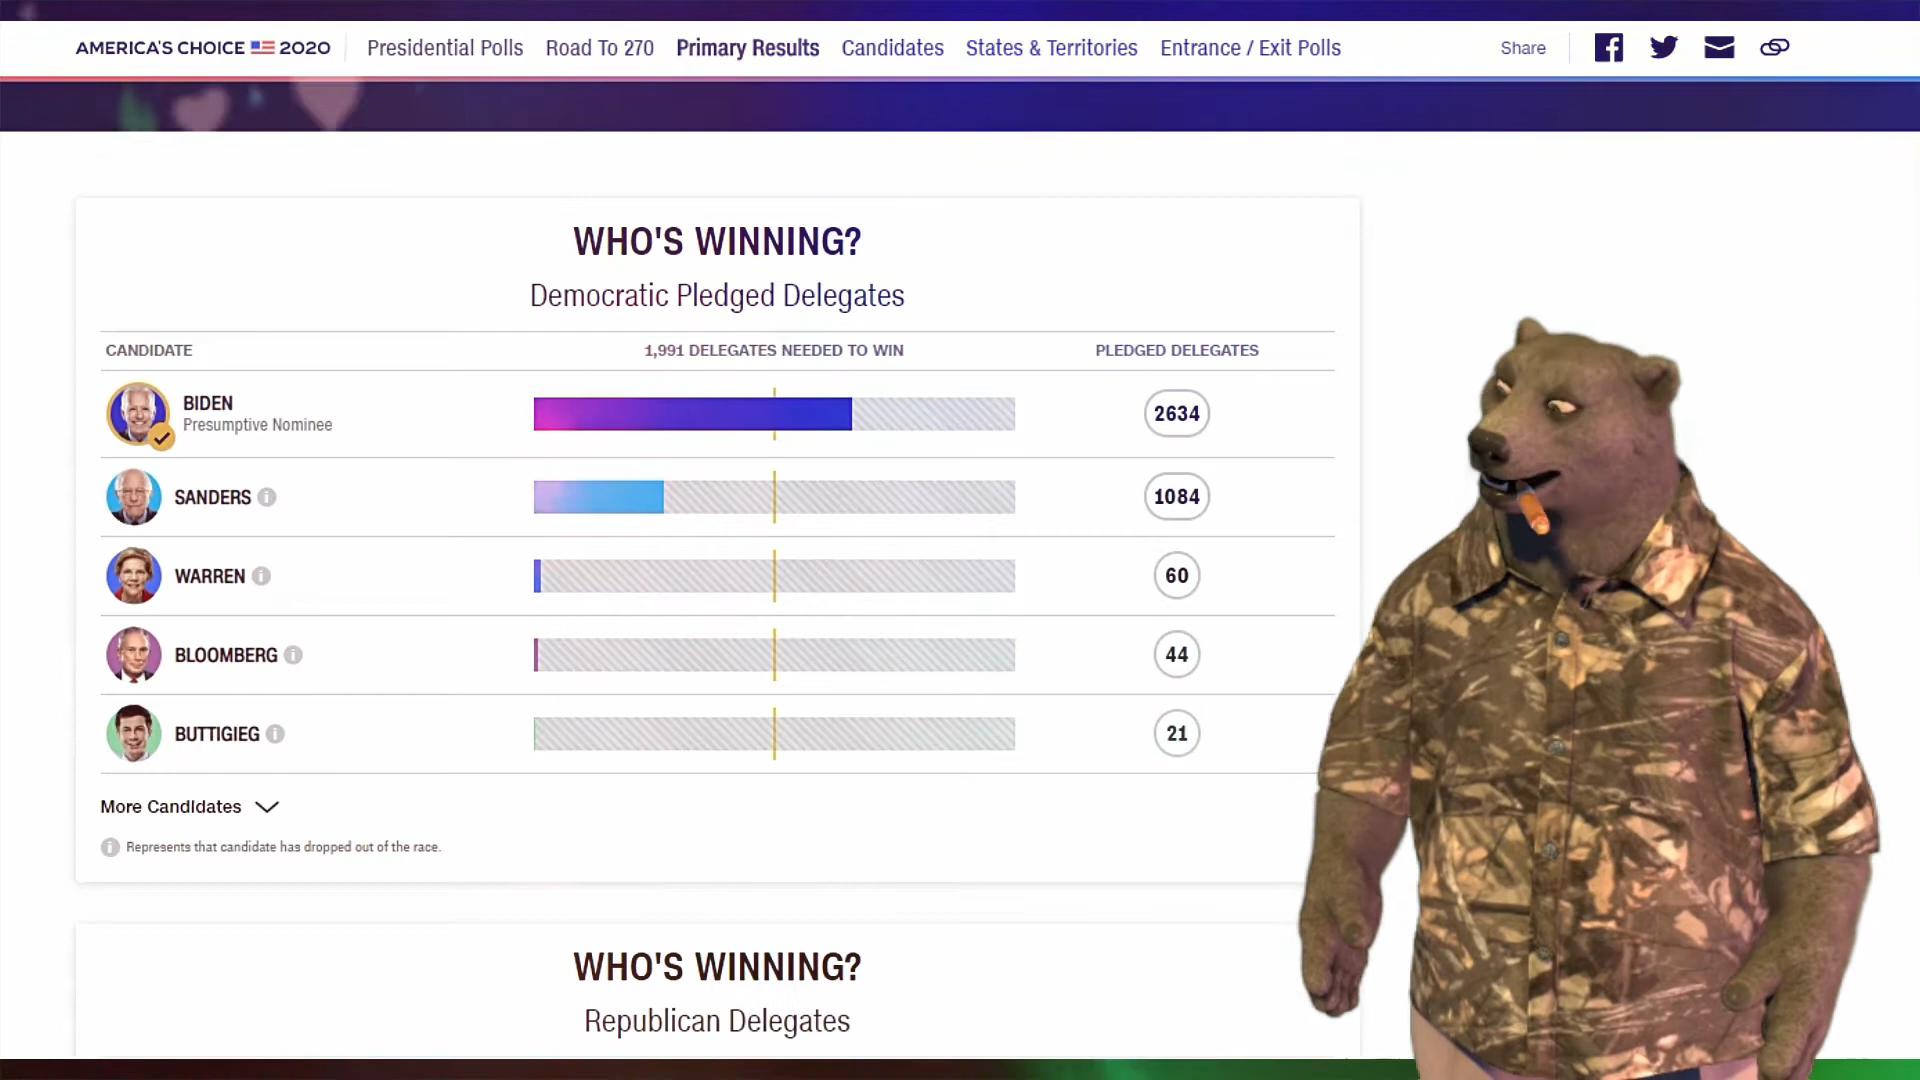 AMERICA'S CHOICE 2020 Presidential Polls Road To 270 Primary Results Candidates States & Territories Entrance / Exit Polls Share
WHO'S WINNING?
Democratic Pledged Delegates
CANDIDATE 1,991 DELEGATES NEEDED TO WIN PLEDGED DELEGATES
BIDEN
Presumptive Nominee
2634
SANDERS 1084
WARREN 60
BLOOMBERG 44
BUTTIGIEG 21
More Candidates
Represents that candidate has dropped out of the race.
WHO'S WINNING?
Republican Delegates